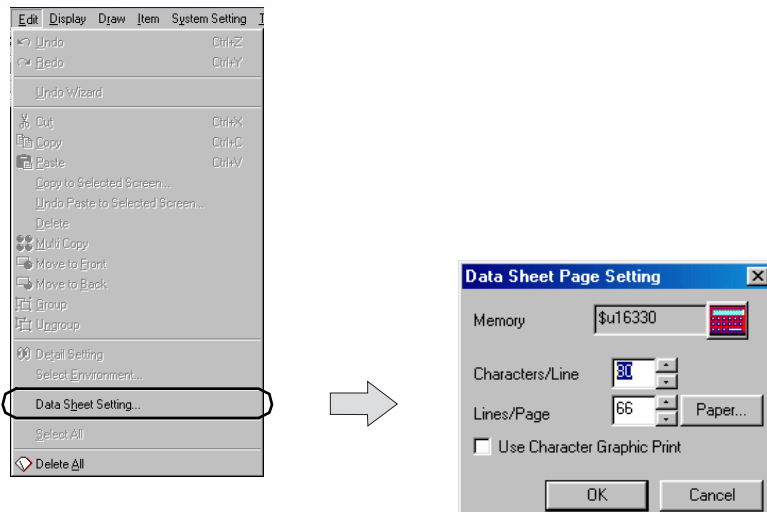 Edit Display Draw Item System Setting
Undo Ctrl+Z
Redo Ctrl+Y
Undo Wizard
Cut Ctrl+X
Copy Ctrl+C
Paste Ctrl+V
Copy to Selected Screen...
Undo Paste to Selected Screen...
Delete
Multi Copy
Move to Front
Move to Back
Group
Ungroup
Detail Setting
Select Environment...
Data Sheet Setting...
Select All
Delete All
Data Sheet Page Setting
Memory $u16330
Characters/Line 80
Lines/Page 66 Paper...
Use Character Graphic Print
OK Cancel